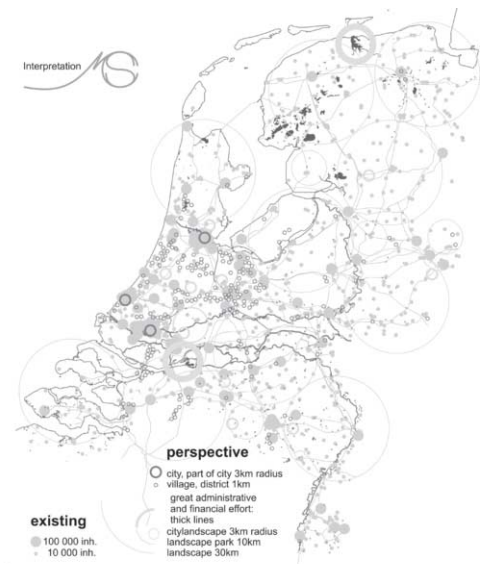 Interpretation
MS
perspective
city, part of city 3km radius
village, district 1km
great administrative
and financial effort:
thick lines
citylandscape 3km radius
landscape park 10km
landscape 30km
existing
100 000 inh.
10 000 inh.